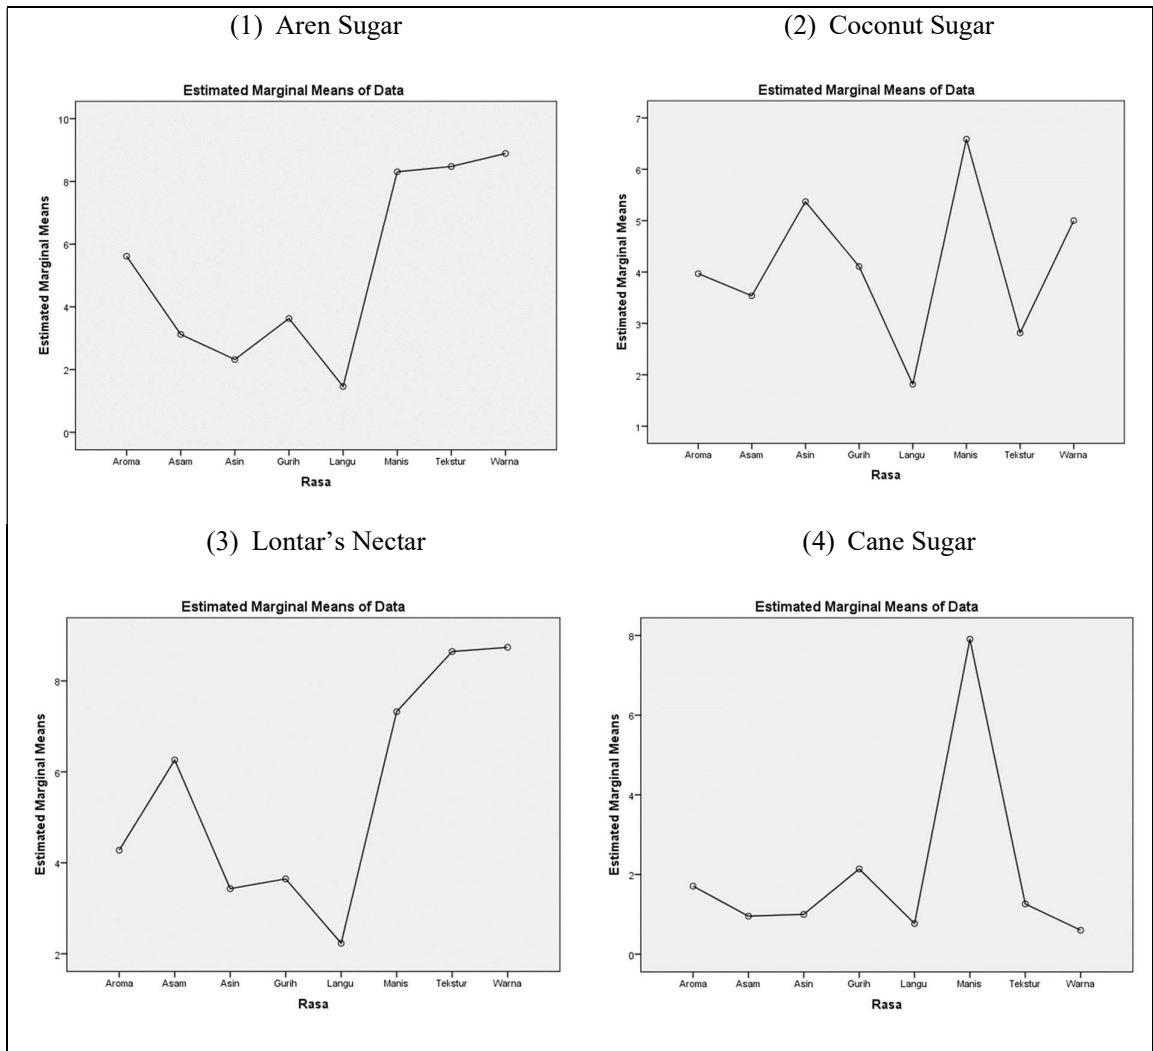 (1) Aren Sugar
Estimated Marginal Means of Data
Estimated Marginal Means
10
8
6
4
2
0
Aroma Asam Asin Gurih Langu Manis Tekstur Warna
Rasa
(2) Coconut Sugar
Estimated Marginal Means of Data
Estimated Marginal Means
7
6
5
4
3
2
1
Aroma Asam Asin Gurih Langu Manis Tekstur Warna
Rasa
(3) Lontar’s Nectar
Estimated Marginal Means of Data
Estimated Marginal Means
8
6
4
2
Aroma Asam Asin Gurih Langu Manis Tekstur Warna
Rasa
(4) Cane Sugar
Estimated Marginal Means of Data
Estimated Marginal Means
8
6
4
2
0
Aroma Asam Asin Gurih Langu Manis Tekstur Warna
Rasa